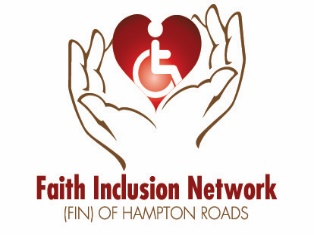 Faith Inclusion Network
(FIN) OF HAMPTON ROADS